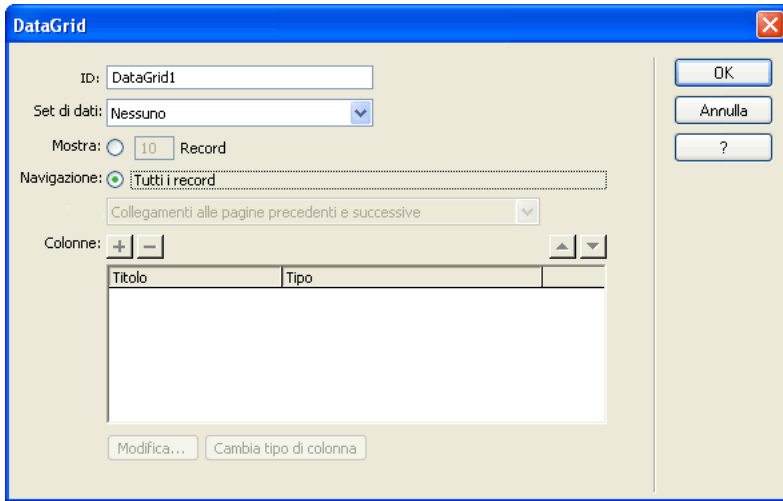 DataGrid
ID: DataGrid1
OK
Set di dati: Nessuno
Annulla
Mostra: 10 Record
?
Navigazione: Tutti i record
Collegamenti alle pagine precedenti e successive
Colonne: + −
Titolo Tipo
Modifica... Cambia tipo di colonna